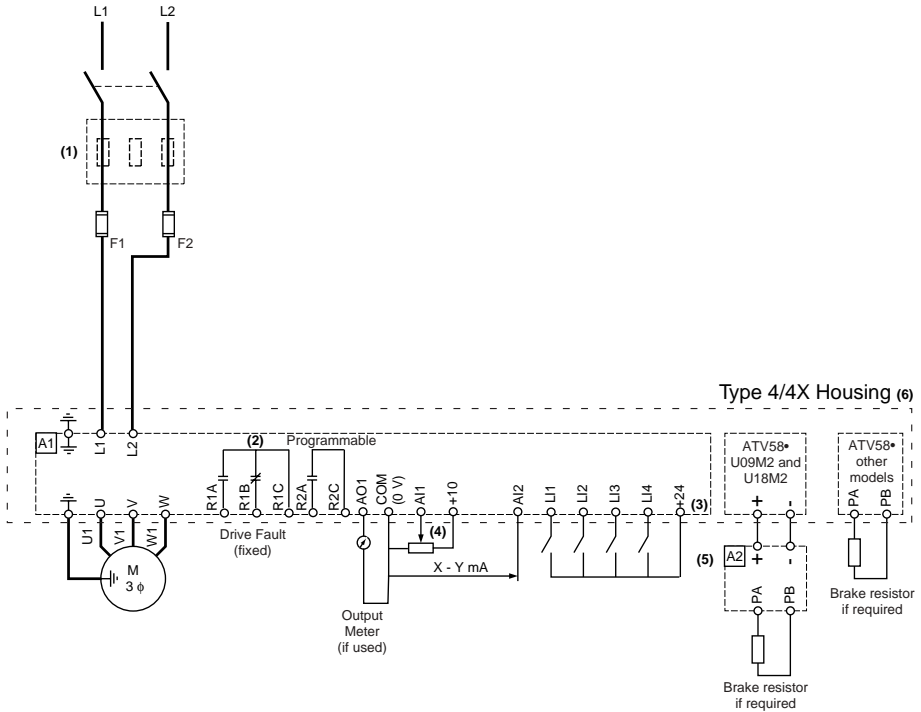 L1 L2
(1)
F1 F2
Type 4/4X Housing (6)
A1
L1
L2
(2) Programmable
ATV58•
U09M2 and
U18M2
ATV58•
other
models
U
V
W
R1A
R1B
R1C
R2A
R2C
AO1
COM
(0 V)
AI1
+10
AI2
LI1
LI2
LI3
LI4
+24
(3)
+ -
PA
PB
U1
V1
W1
Drive Fault
(fixed)
(4)
X - Y mA
M
3 ϕ
Output
Meter
(if used)
(5)
A2
+ -
PA
PB
Brake resistor
if required
Brake resistor
if required